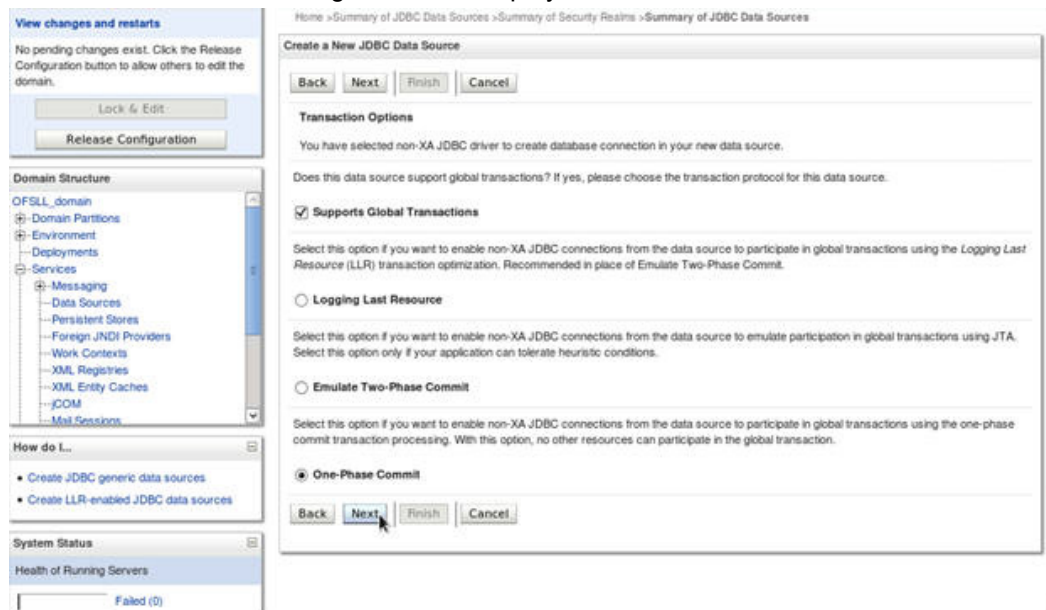 View changes and restarts
No pending changes exist. Click the Release
Configuration button to allow others to edit the
domain.
Lock & Edit
Release Configuration
Domain Structure
OFSLL_domain
Domain Partitions
Environment
Deployments
Services
Messaging
Data Sources
Persistent Stores
Foreign JNDI Providers
Work Contexts
XML Registries
XML Entity Caches
jCOM
Mail Sessions
How do I...
Create JDBC generic data sources
Create LLR-enabled JDBC data sources
System Status
Health of Running Servers
Failed (0)
Home >Summary of JDBC Data Sources >Summary of Security Realms >Summary of JDBC Data Sources
Create a New JDBC Data Source
Back Next Finish Cancel
Transaction Options
You have selected non-XA JDBC driver to create database connection in your new data source.
Does this data source support global transactions? If yes, please choose the transaction protocol for this data source.
Supports Global Transactions
Select this option if you want to enable non-XA JDBC connections from the data source to participate in global transactions using the Logging Last
Resource (LLR) transaction optimization. Recommended in place of Emulate Two-Phase Commit.
Logging Last Resource
Select this option if you want to enable non-XA JDBC connections from the data source to emulate participation in global transactions using JTA.
Select this option only if your application can tolerate heuristic conditions.
Emulate Two-Phase Commit
Select this option if you want to enable non-XA JDBC connections from the data source to participate in global transactions using the one-phase
commit transaction processing. With this option, no other resources can participate in the global transaction.
One-Phase Commit
Back Next Finish Cancel